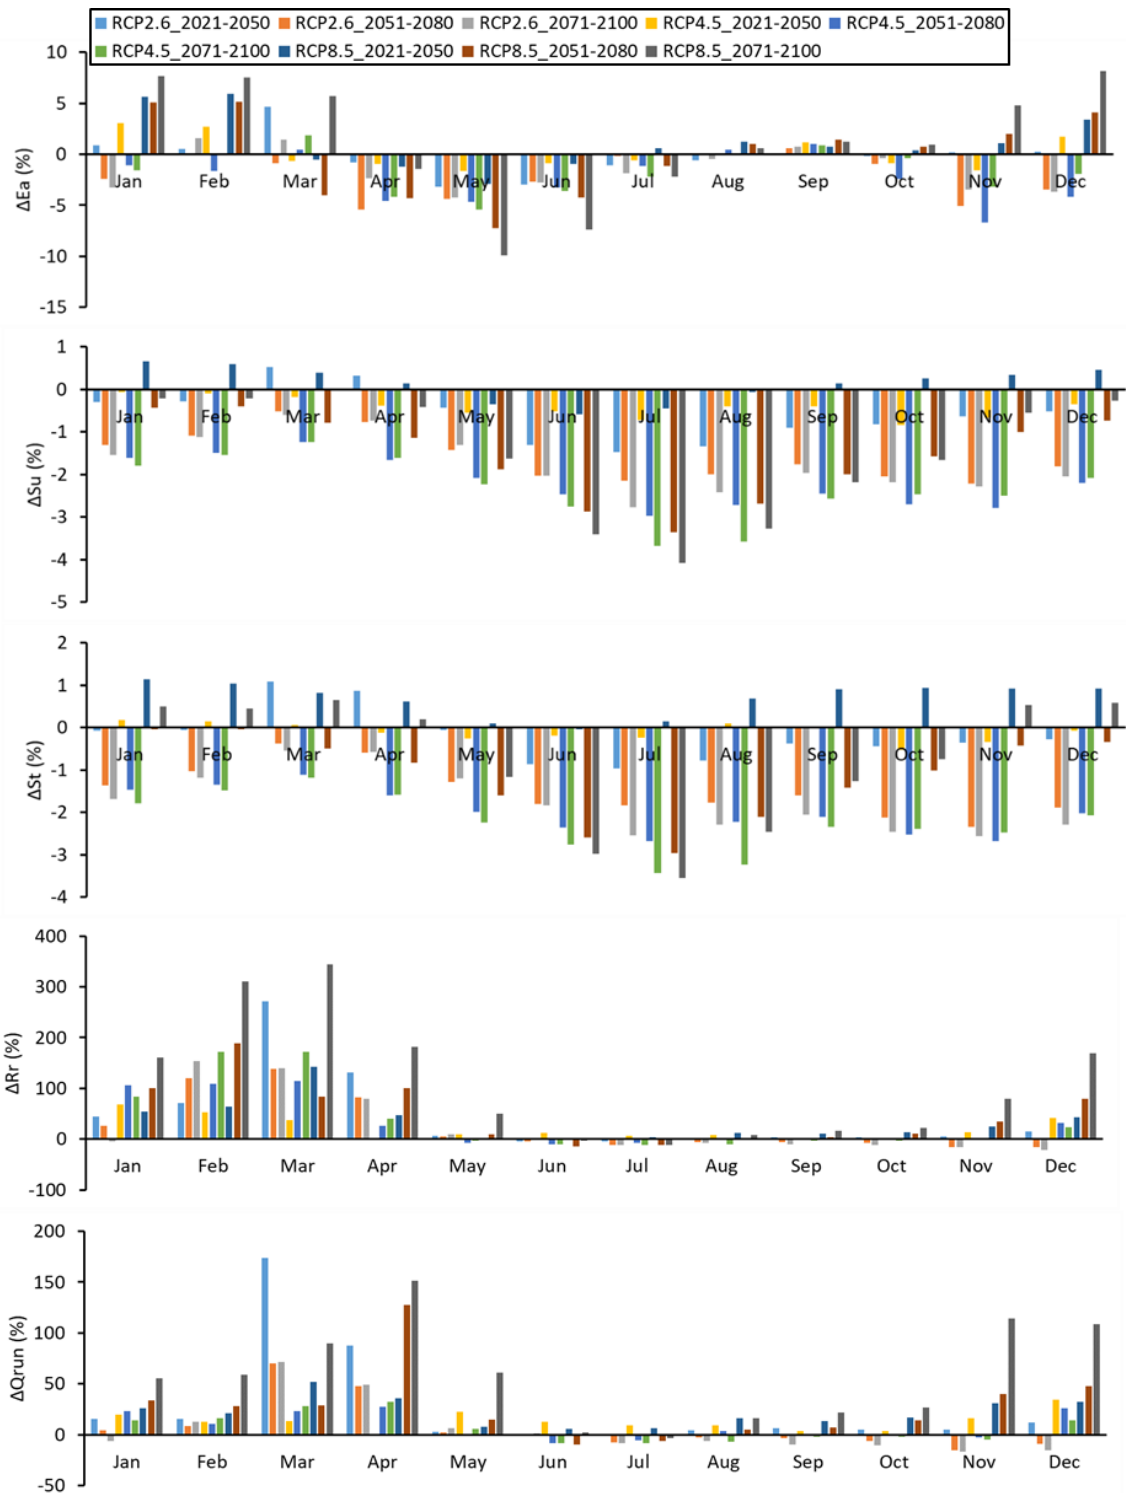 RCP2.6_2021-2050 RCP2.6_2051-2080 RCP2.6_2071-2100 RCP4.5_2021-2050 RCP4.5_2051-2080
RCP4.5_2071-2100 RCP8.5_2021-2050 RCP8.5_2051-2080 RCP8.5_2071-2100
10
5
0
-5
-10
-15
ΔEa (%)
Jan Feb Mar Apr May Jun Jul Aug Sep Oct Nov Dec
1
0
-1
-2
-3
-4
-5
ΔSu (%)
Jan Feb Mar Apr May Jun Jul Aug Sep Oct Nov Dec
2
1
0
-1
-2
-3
-4
ΔSt (%)
Jan Feb Mar Apr May Jun Jul Aug Sep Oct Nov Dec
400
300
200
100
0
-100
ΔRr (%)
Jan Feb Mar Apr May Jun Jul Aug Sep Oct Nov Dec
200
150
100
50
0
-50
ΔQrun (%)
Jan Feb Mar Apr May Jun Jul Aug Sep Oct Nov Dec